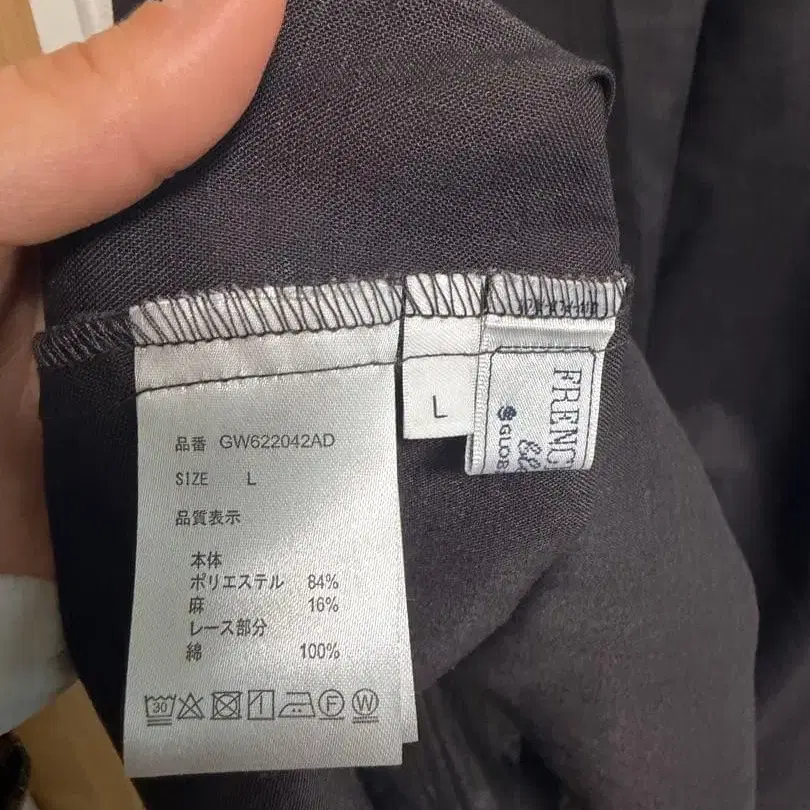 品番 GW622042AD
SIZE L
品質表示
本体
ポリエステル 84%
麻 16%
レース部分
綿 100%
30
F
W
L
FRENC
GLOB